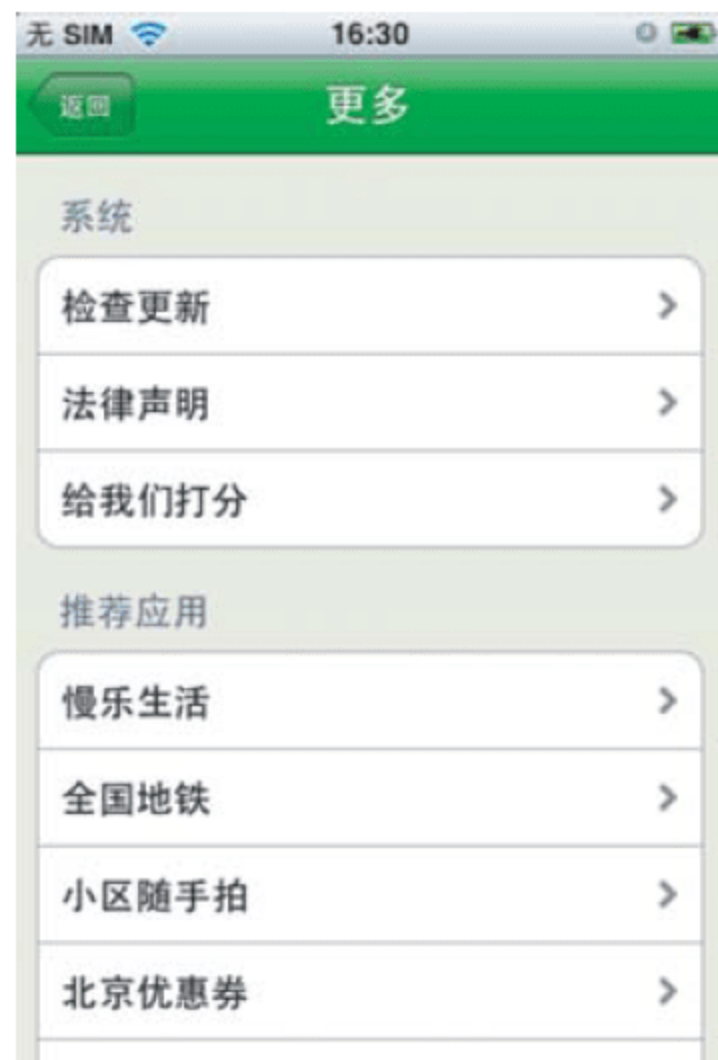 无 SIM 16:30
返回 更多
系统
检查更新
法律声明
给我们打分
推荐应用
慢乐生活
全国地铁
小区随手拍
北京优惠券